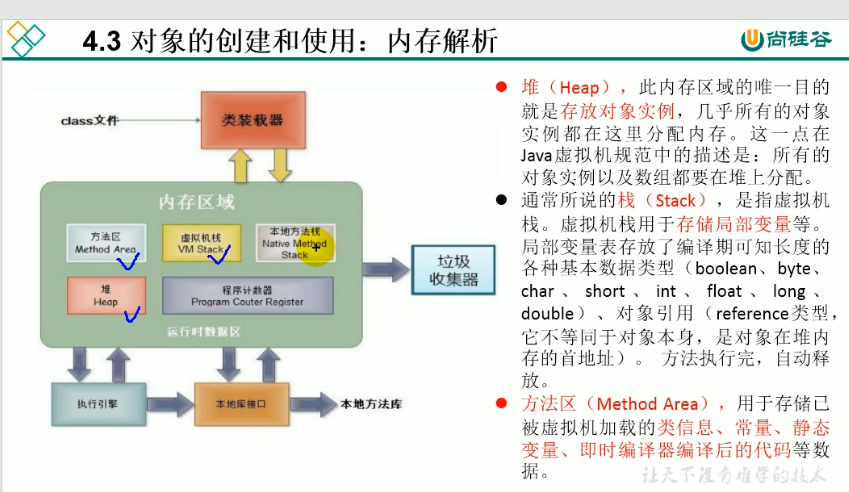 4.3 对象的创建和使用：内存解析
尚硅谷
class文件
类装载器
内存区域
方法区
Method Area
虚拟机栈
VM Stack
本地方法栈
Native Method
Stack
堆
Heap
程序计数器
Program Couter Register
运行时数据区
垃圾
收集器
执行引擎
本地库接口
本地方法库
堆（Heap），此内存区域的唯一目的
就是存放对象实例，几乎所有的对象
实例都在这里分配内存。这一点在
Java虚拟机规范中的描述是：所有的
对象实例以及数组都要在堆上分配。
通常所说的栈（Stack），是指虚拟机
栈。虚拟机栈用于存储局部变量等。
局部变量表存放了编译期可知长度的
各种基本数据类型（boolean、byte、
char 、 short 、 int 、 float 、 long 、
double）、对象引用（reference类型，
它不等同于对象本身，是对象在堆内
存的首地址）。 方法执行完，自动释
放。
方法区（Method Area），用于存储已
被虚拟机加载的类信息、常量、静态
变量、即时编译器编译后的代码等数
据。
让天下没有难学的技术